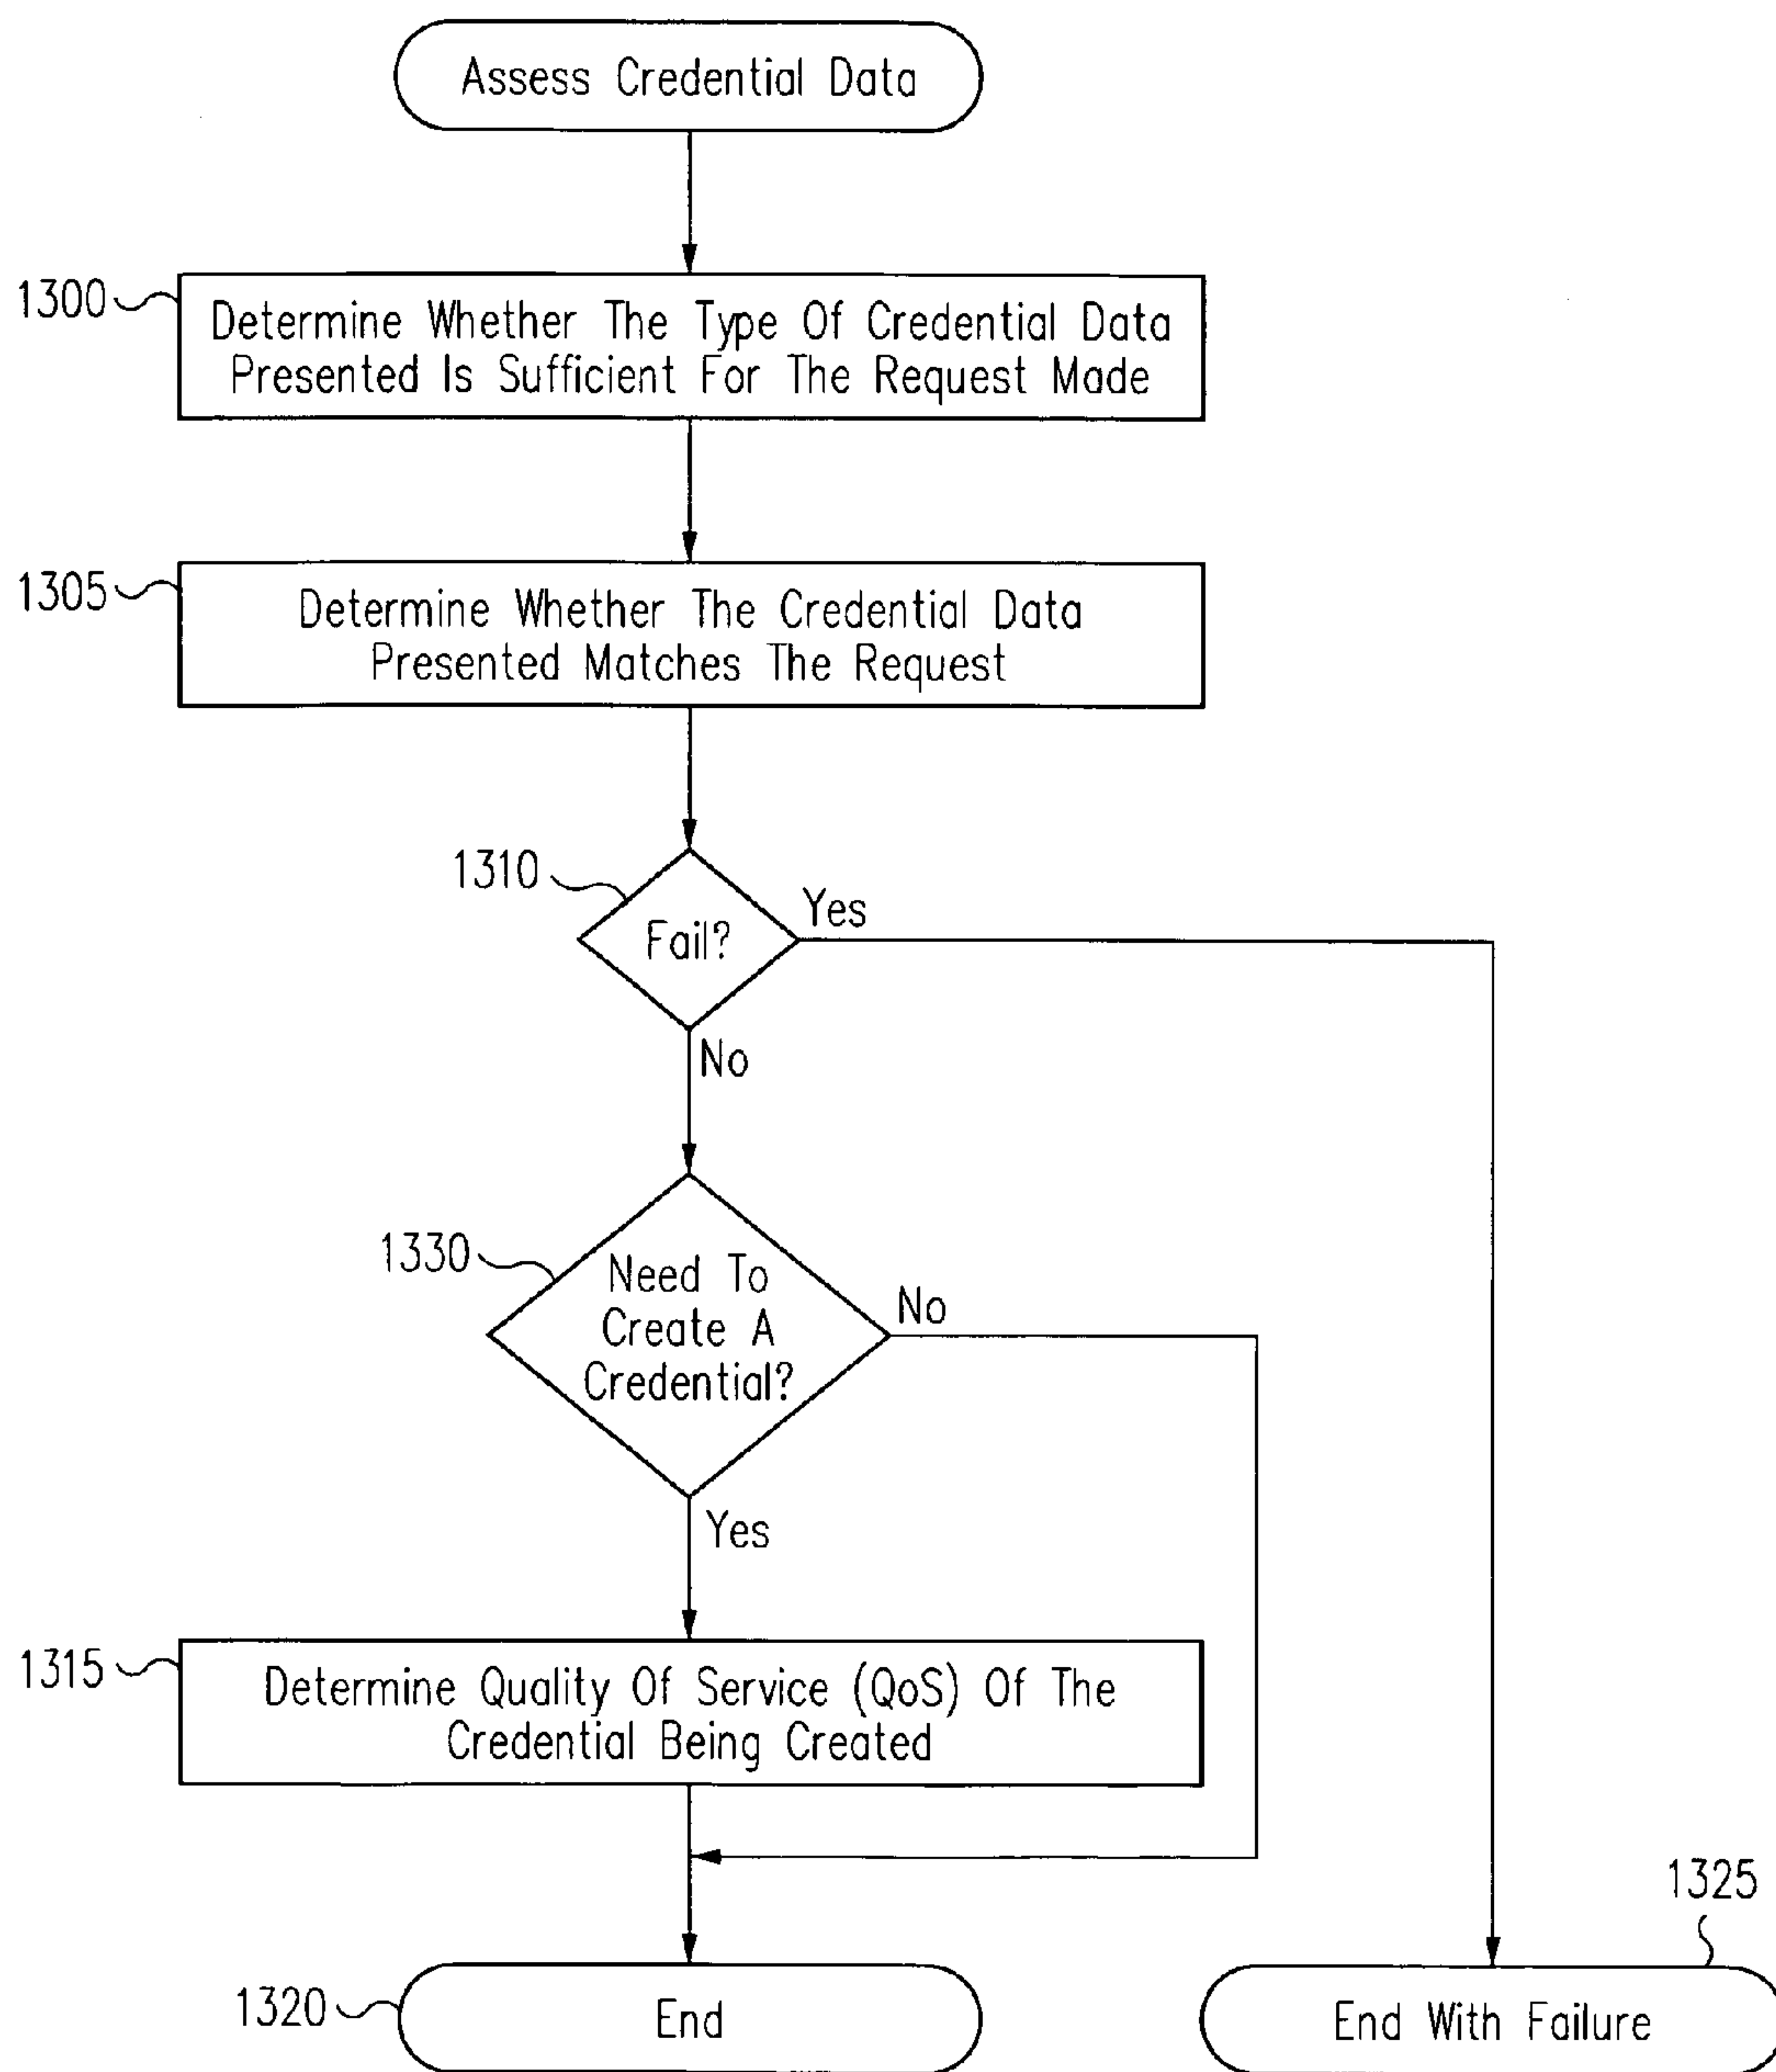 Assess Credential Data
1300
Determine Whether The Type Of Credential Data
Presented Is Sufficient For The Request Made
1305
Determine Whether The Credential Data
Presented Matches The Request
1310
Fail?
Yes
No
1330
Need To
Create A
Credential?
No
Yes
1315
Determine Quality Of Service (QoS) Of The
Credential Being Created
1325
1320
End
End With Failure